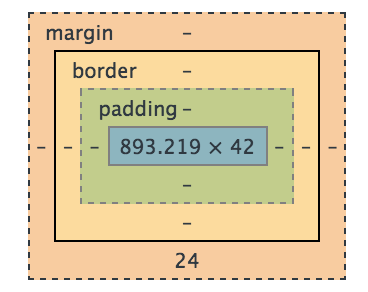 margin –
border –
padding –
– – – 893.219 × 42 – – –
–
–
24